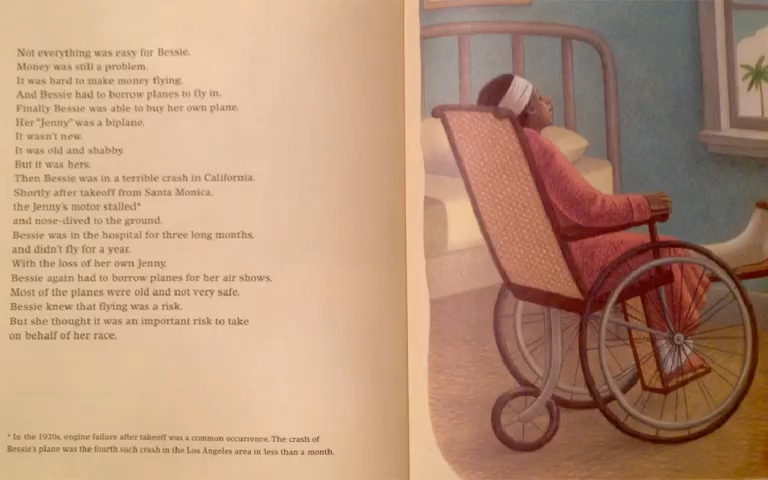 Not everything was easy for Bessie.
Money was still a problem.
It was hard to make money flying.
And Bessie had to borrow planes to fly in.
Finally Bessie was able to buy her own plane.
Her "Jenny" was a biplane.
It wasn't new.
It was old and shabby.
But it was hers.
Then Bessie was in a terrible crash in California.
Shortly after takeoff from Santa Monica,
the Jenny's motor stalled*
and nose-dived to the ground.
Bessie was in the hospital for three long months,
and didn't fly for a year.
With the loss of her own Jenny,
Bessie again had to borrow planes for her air shows.
Most of the planes were old and not very safe.
Bessie knew that flying was a risk.
But she thought it was an important risk to take
on behalf of her race.
* In the 1920s, engine failure after takeoff was a common occurrence. The crash of
Bessie's plane was the fourth such crash in the Los Angeles area in less than a month.